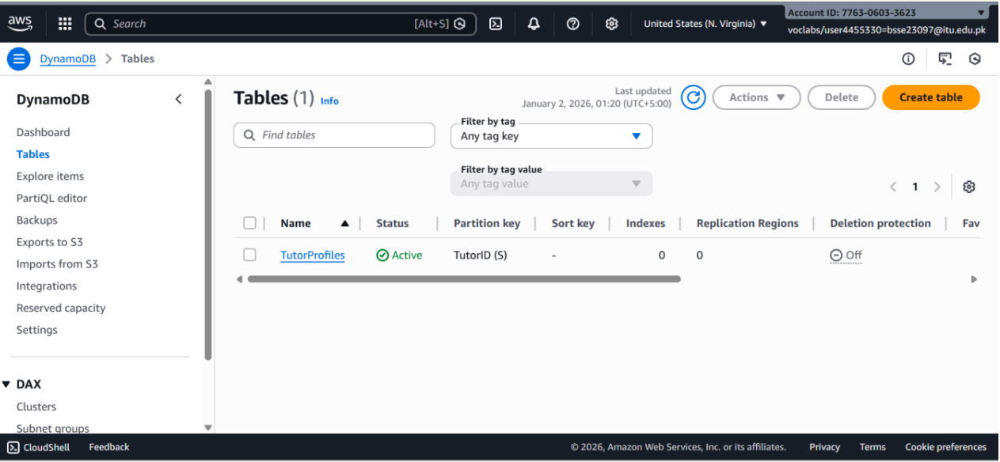 aws
Search [Alt+S] United States (N. Virginia) Account ID: 7763-0603-3623
voclabs/user4455330=bsse23097@itu.edu.pk
DynamoDB > Tables
DynamoDB
Dashboard
Tables
Explore items
PartiQL editor
Backups
Exports to S3
Imports from S3
Integrations
Reserved capacity
Settings
DAX
Clusters
Subnet groups
Tables (1) Info
Last updated
January 2, 2026, 01:20 (UTC+5:00)
Actions Delete Create table
Find tables
Filter by tag
Any tag key
Filter by tag value
Any tag value
1
Name Status Partition key Sort key Indexes Replication Regions Deletion protection Fav
TutorProfiles Active TutorID (S) - 0 0 Off
CloudShell Feedback © 2026, Amazon Web Services, Inc. or its affiliates. Privacy Terms Cookie preferences